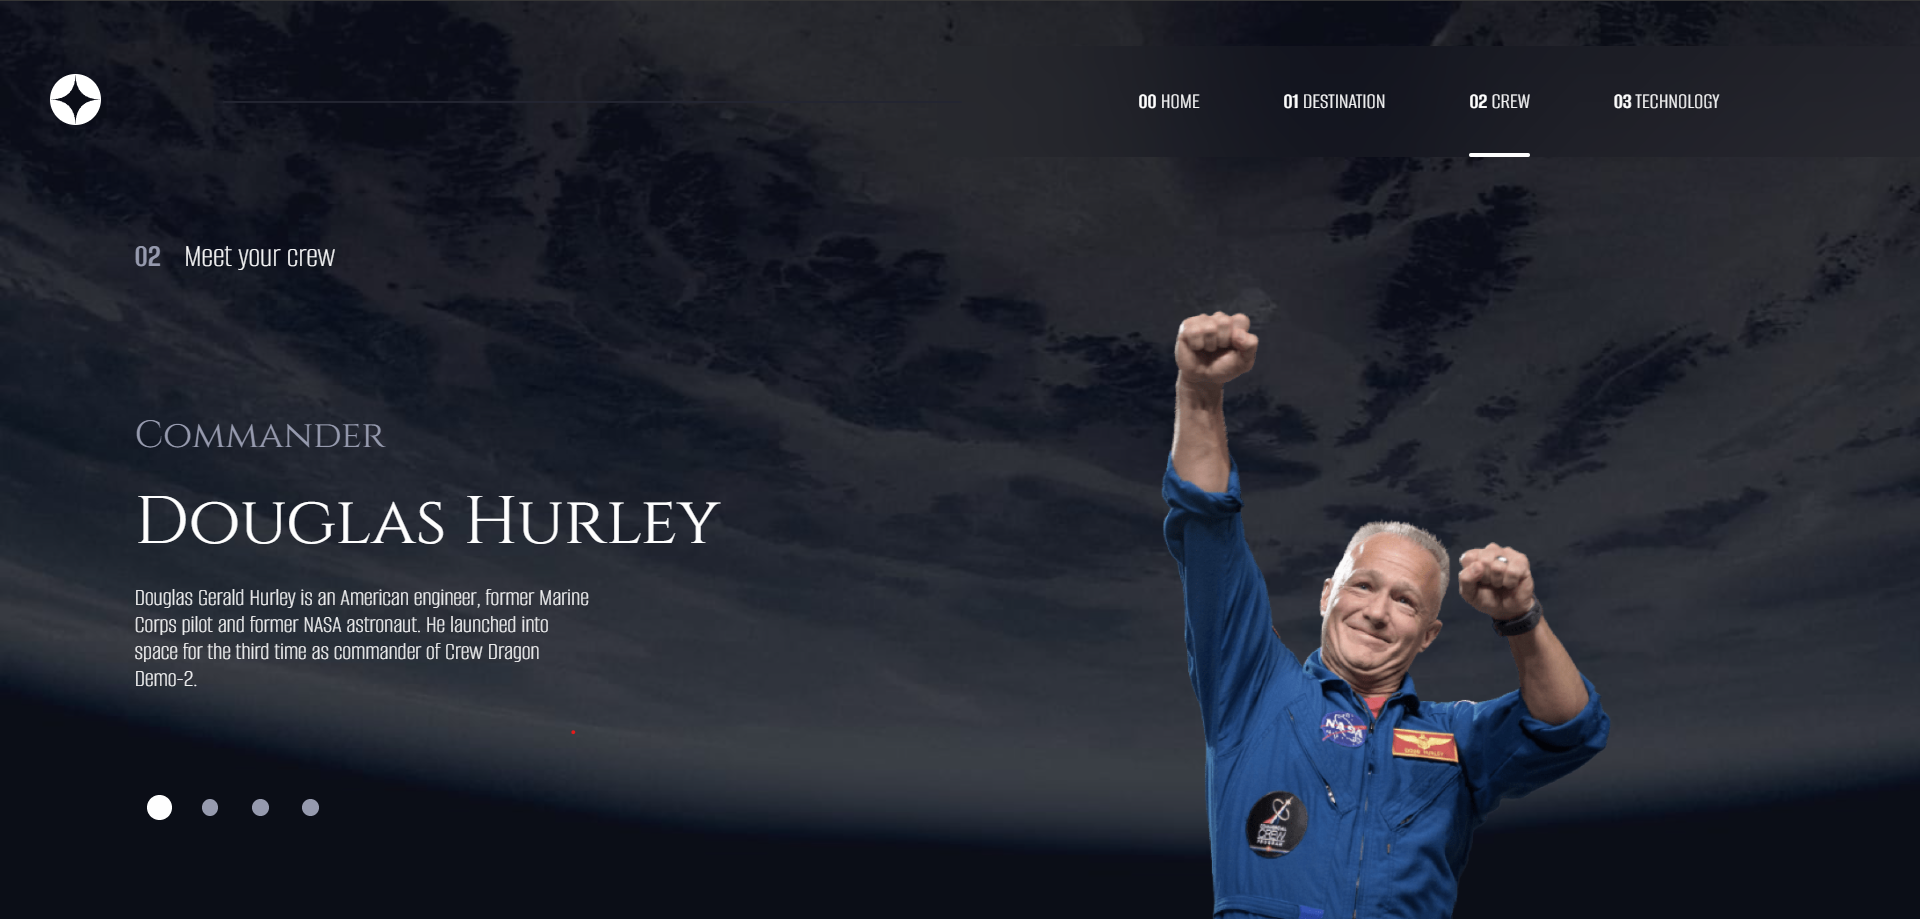 00 HOME
01 DESTINATION
02 CREW
03 TECHNOLOGY
02 Meet your crew
Commander
Douglas Hurley
Douglas Gerald Hurley is an American engineer, former Marine
Corps pilot and former NASA astronaut. He launched into
space for the third time as commander of Crew Dragon
Demo-2.
NASA
CREW
PROGRAM